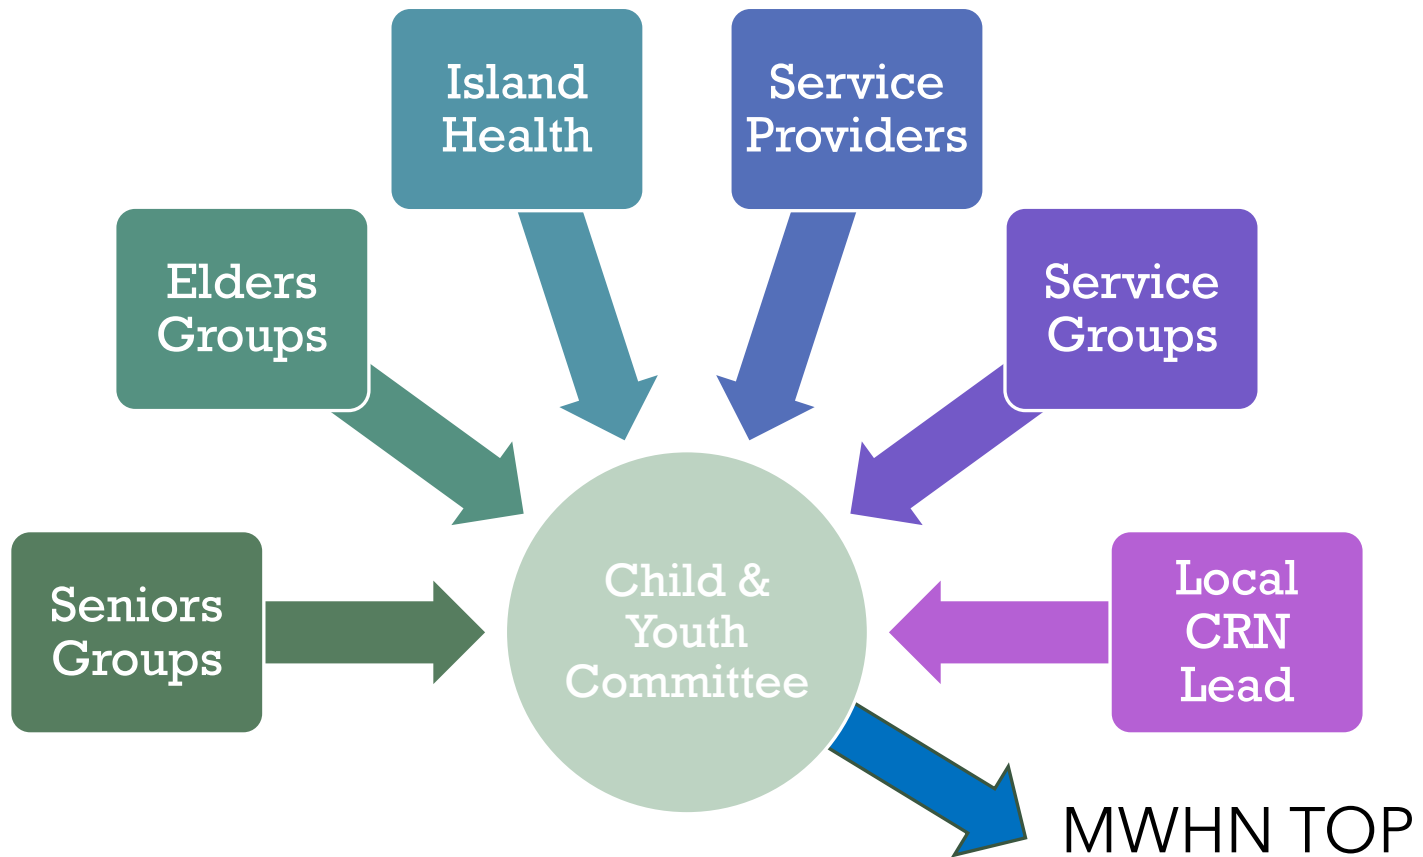 Island
Health
Service
Providers
Elders
Groups
Service
Groups
Seniors
Groups
Child &
Youth
Committee
Local
CRN
Lead
MWHN TOP